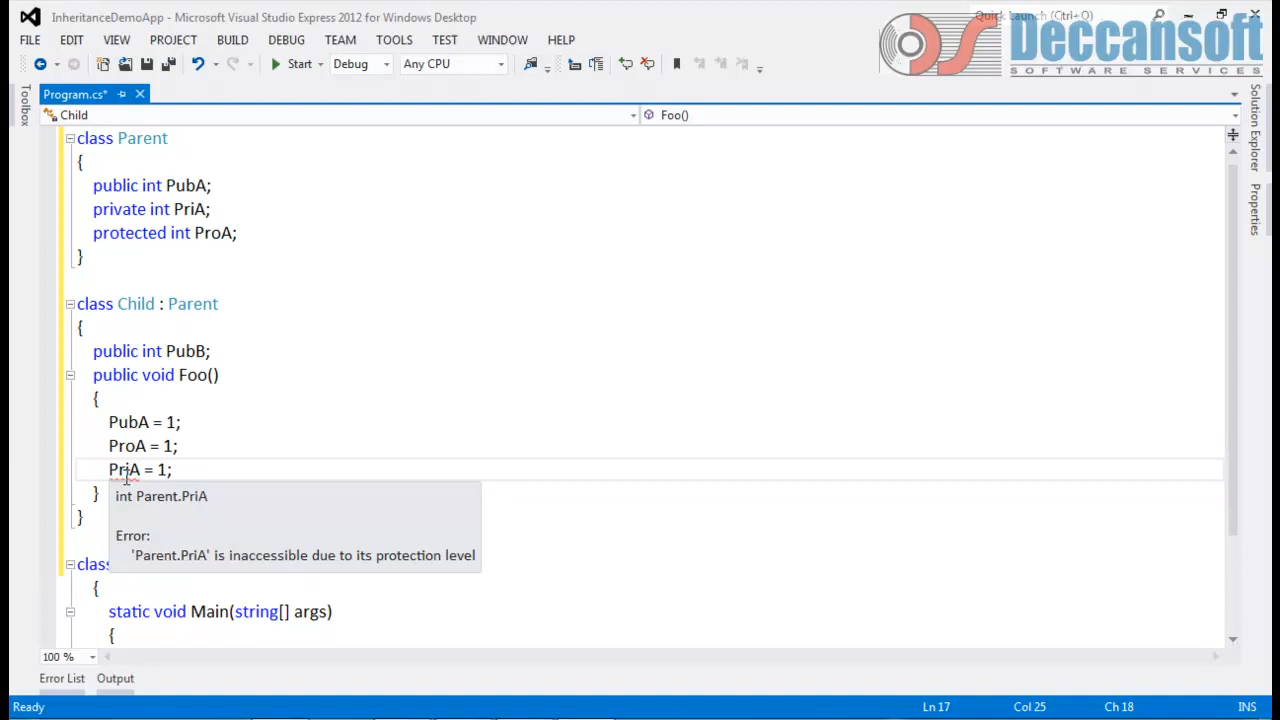 InheritanceDemoApp - Microsoft Visual Studio Express 2012 for Windows Desktop
Quick Launch (Ctrl+Q)
FILE EDIT VIEW PROJECT BUILD DEBUG TEAM TOOLS TEST WINDOW HELP
DS Deccansoft
SOFTWARE SERVICES
Start Debug Any CPU
Program.cs*
Toolbox
Child Foo()
Solution Explorer
Properties
class Parent
{
public int PubA;
private int PriA;
protected int ProA;
}
class Child : Parent
{
public int PubB;
public void Foo()
{
PubA = 1;
ProA = 1;
PriA = 1;
}
int Parent.PriA
}
Error:
'Parent.PriA' is inaccessible due to its protection level
clas
{
static void Main(string[] args)
{
100 %
Error List Output
Ready Ln 17 Col 25 Ch 18 INS